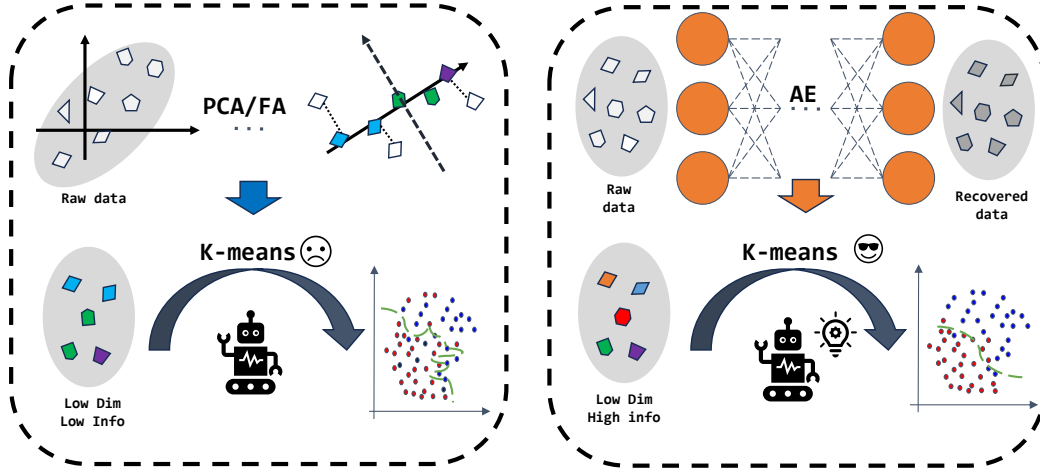 PCA/FA
Raw data
K-means
Low Dim
Low Info
AE
Raw
data
Recovered
data
K-means
Low Dim
High info